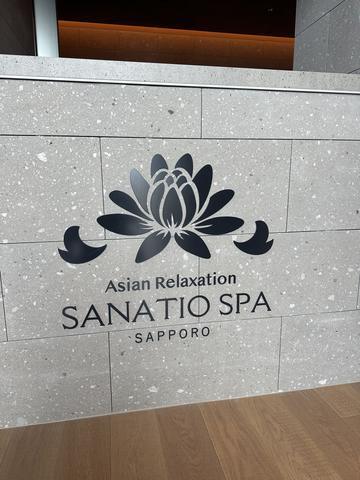 Asian Relaxation
SANATIO SPA
SAPPORO